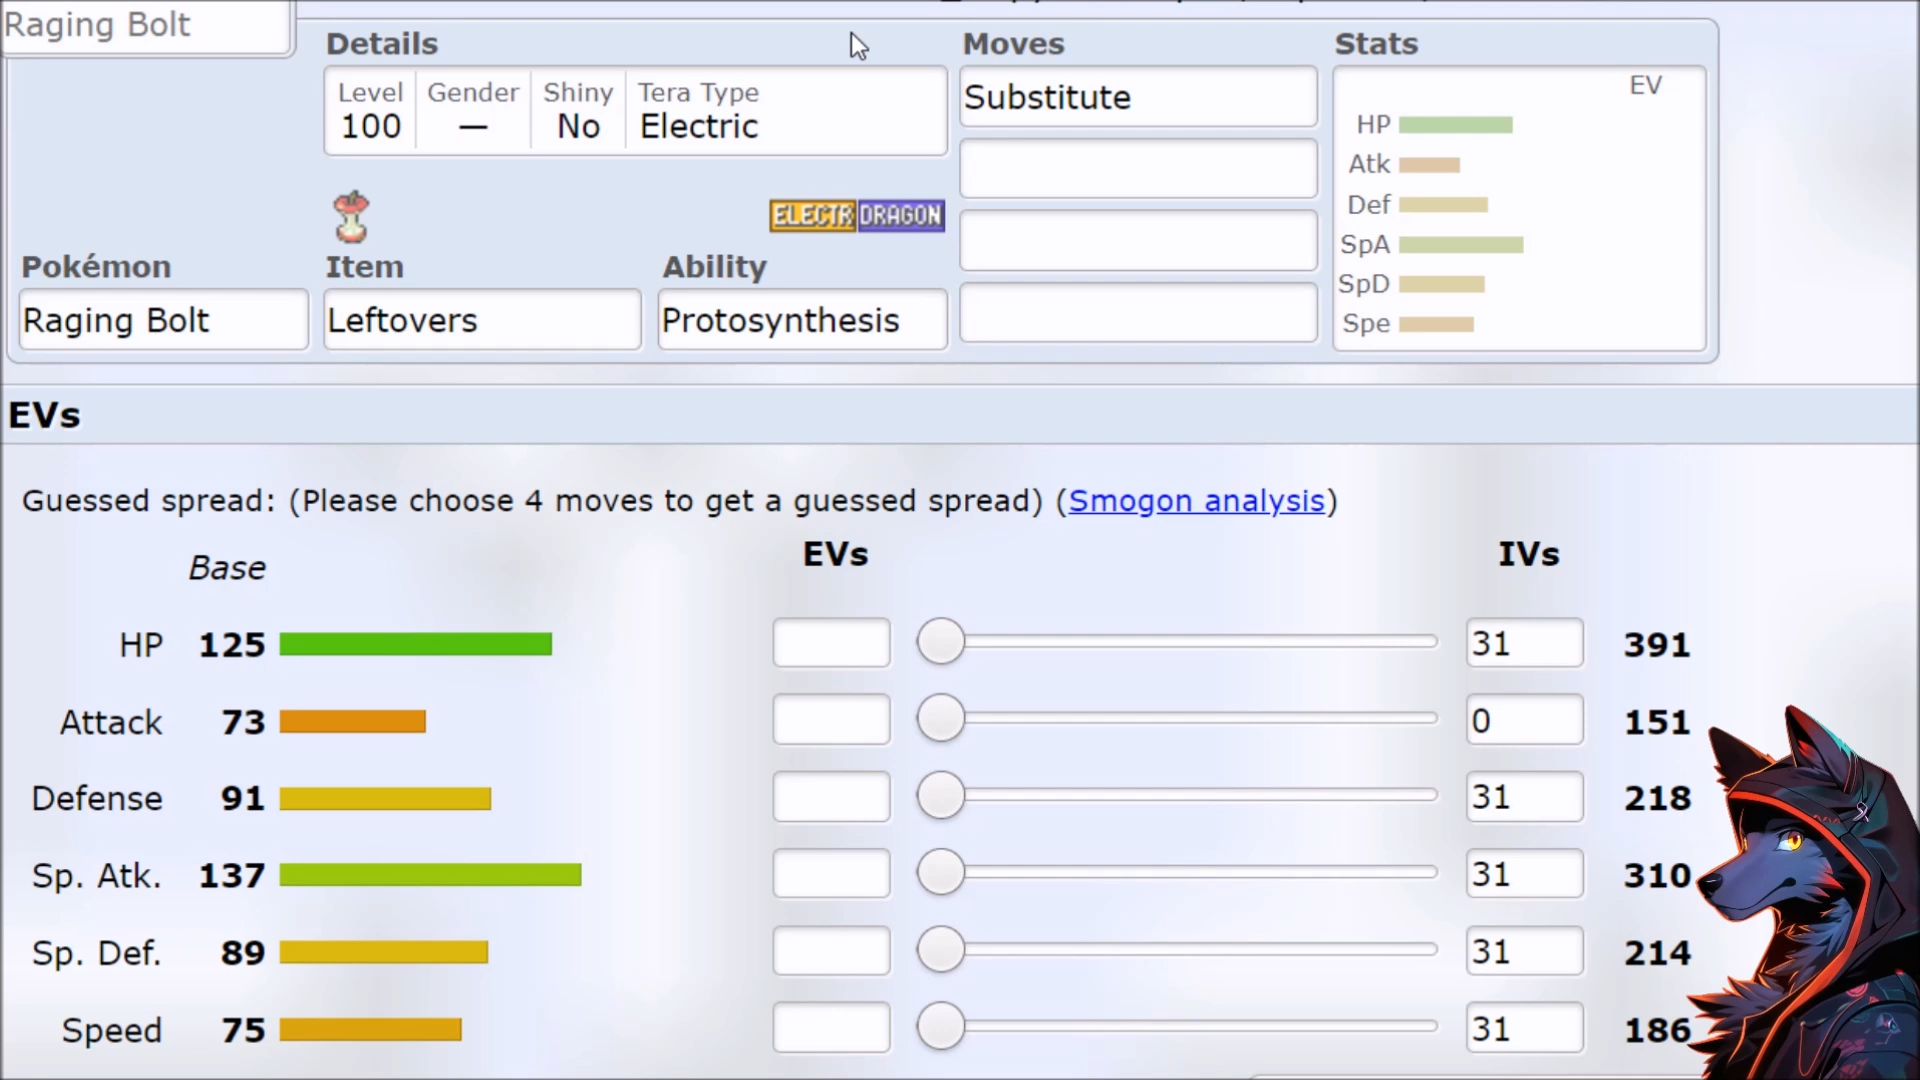 Raging Bolt
Details
Moves
Stats
Level Gender Shiny Tera Type
100 — No Electric
Substitute
EV
HP
Atk
Def
SpA
SpD
Spe
ELECTR DRAGON
Pokémon
Item
Ability
Raging Bolt
Leftovers
Protosynthesis
EVs
Guessed spread: (Please choose 4 moves to get a guessed spread) (Smogon analysis)
Base EVs IVs
HP 125 31 391
Attack 73 0 151
Defense 91 31 218
Sp. Atk. 137 31 310
Sp. Def. 89 31 214
Speed 75 31 186